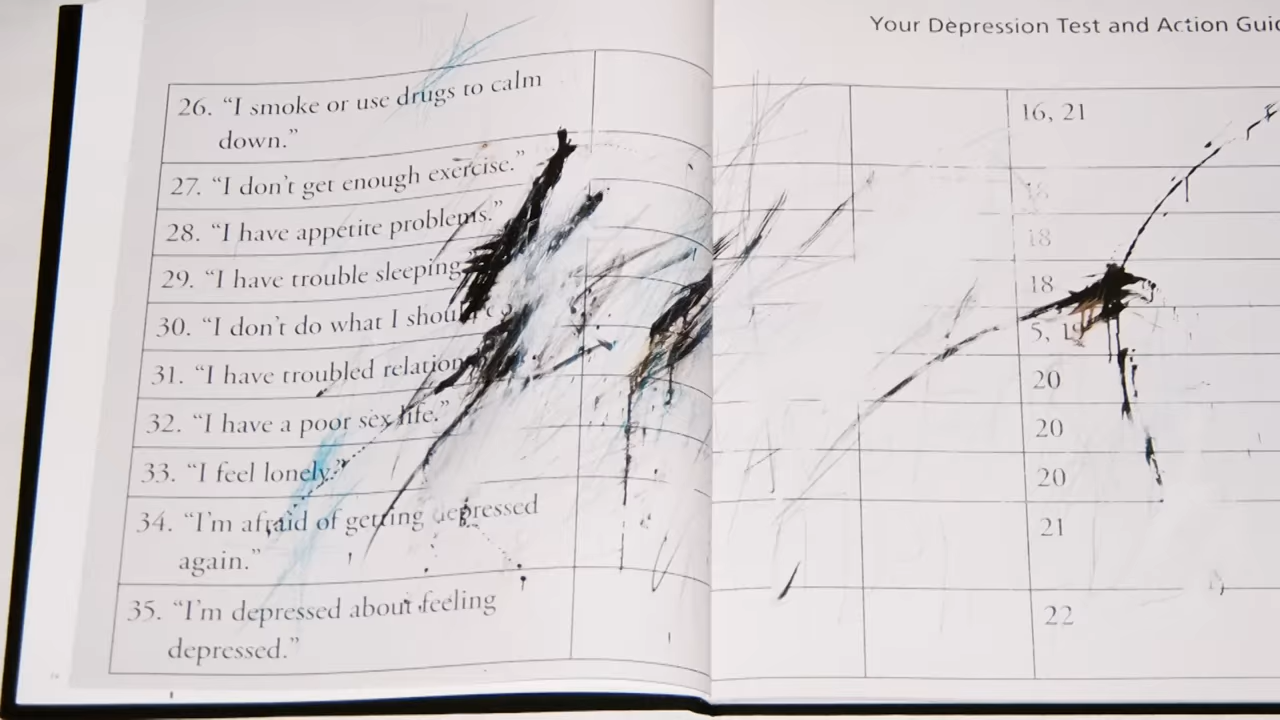 Your Depression Test and Action
26. “I smoke or use drugs to calm
down.”
16, 21
27. “I don’t get enough exercise.”
18
28. “I have appetite problems.”
18
29. “I have trouble sleeping
18
30. “I don’t do what I
5,
31. “I have troubled
20
32. “I have a poor sex life.”
20
33. “I feel lonely.”
20
34. “I’m afraid of getting depressed
again.”
21
35. “I’m depressed about feeling
depressed.”
22